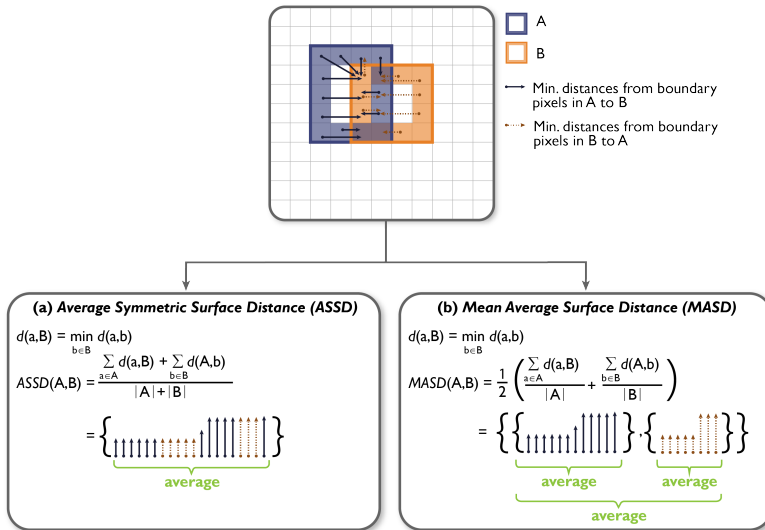 A
B
Min. distances from boundary
pixels in A to B
Min. distances from boundary
pixels in B to A
(a) Average Symmetric Surface Distance (ASSD)
d(a,B) = min d(a,b)
b∈B
∑ d(a,B) + ∑ d(A,b)
a∈A b∈B
ASSD(A,B) =
|A| + |B|
= { }
average
(b) Mean Average Surface Distance (MASD)
d(a,B) = min d(a,b)
b∈B
∑ d(a,B) ∑ d(A,b)
a∈A b∈B
MASD(A,B) = 1/2 ( + )
|A| |B|
= { { } , { } }
average average
average